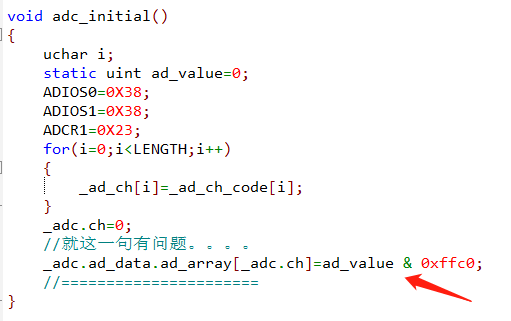 void adc_initial()
{
uchar i;
static uint ad_value=0;
ADIOS0=0X38;
ADIOS1=0X38;
ADCR1=0X23;
for(i=0;i<LENGTH;i++)
{
_ad_ch[i]=_ad_ch_code[i];
}
_adc.ch=0;
//就这一句有问题。。。。
_adc.ad_data.ad_array[_adc.ch]=ad_value & 0xffc0;
//======================
}